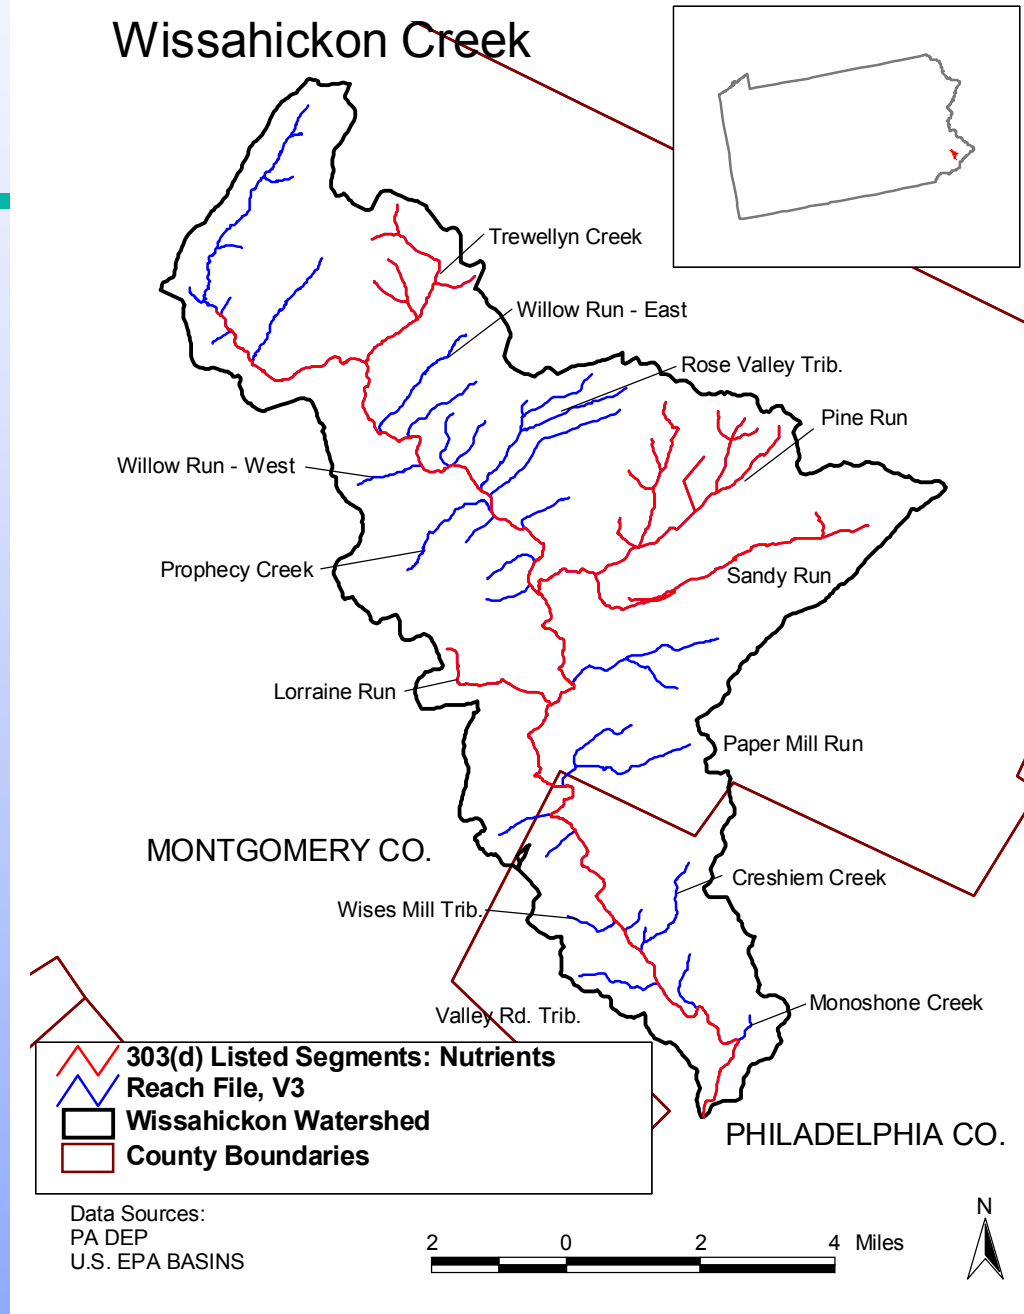 Wissahickon Creek
Trewellyn Creek
Willow Run - East
Rose Valley Trib.
Pine Run
Willow Run - West
Prophecy Creek
Sandy Run
Lorraine Run
Paper Mill Run
MONTGOMERY CO.
Creshiem Creek
Wises Mill Trib.
Monoshone Creek
Valley Rd. Trib.
303(d) Listed Segments: Nutrients
Reach File, V3
Wissahickon Watershed
County Boundaries
PHILADELPHIA CO.
Data Sources:
PA DEP
U.S. EPA BASINS
2 0 2 4 Miles
N